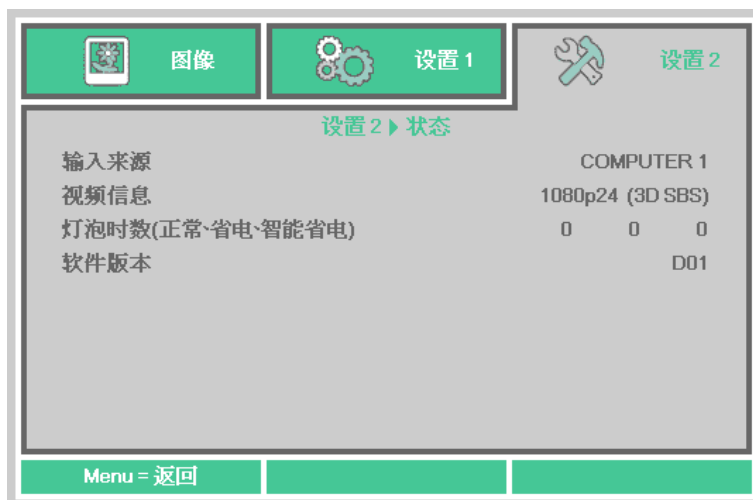 图像 设置 1 设置 2
设置 2 ▶ 状态
输入来源 COMPUTER 1
视频信息 1080p24 (3D SBS)
灯泡时数(正常、省电、智能省电) 0 0 0
软件版本 D01
Menu = 返回